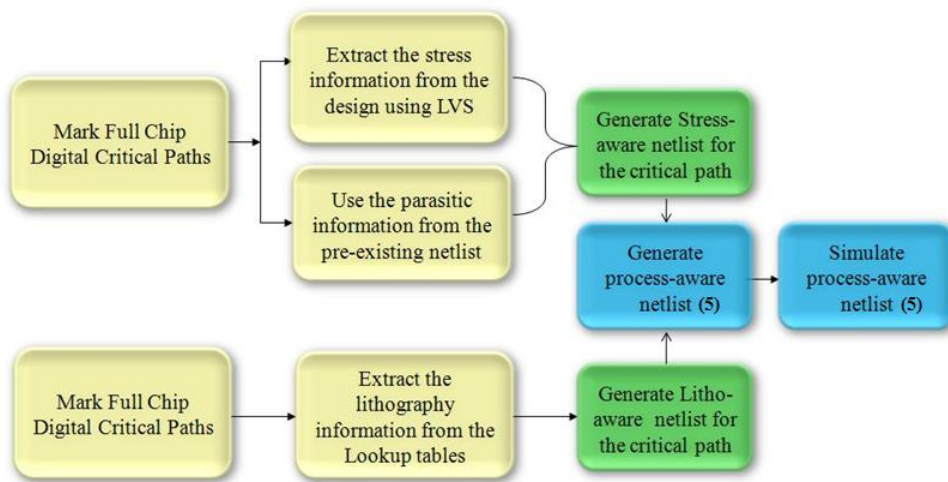 Mark Full Chip
Digital Critical Paths
Extract the stress
information from the
design using LVS
Use the parasitic
information from the
pre-existing netlist
Generate Stress-
aware netlist for
the critical path
Generate
process-aware
netlist (5)
Simulate
process-aware
netlist (5)
Mark Full Chip
Digital Critical Paths
Extract the
lithography
information from the
Lookup tables
Generate Litho-
aware netlist for
the critical path